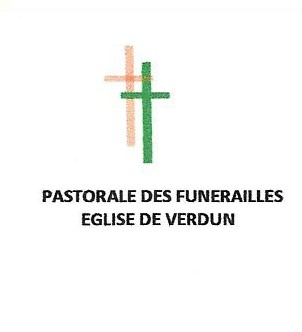 PASTORALE DES FUNERAILLES
EGLISE DE VERDUN